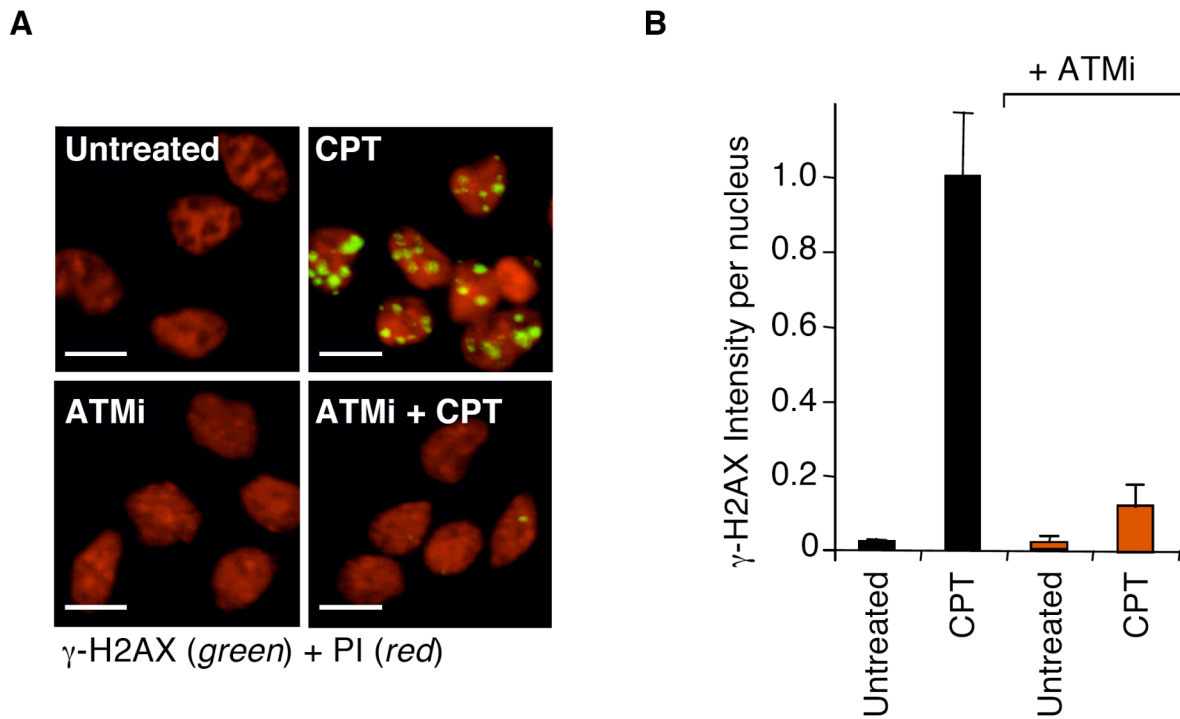 A
Untreated
CPT
ATMi
ATMi + CPT
γ-H2AX (green) + PI (red)
B
+ ATMi
γ-H2AX Intensity per nucleus
1.0
0.8
0.6
0.4
0.2
0
Untreated
CPT
Untreated
CPT